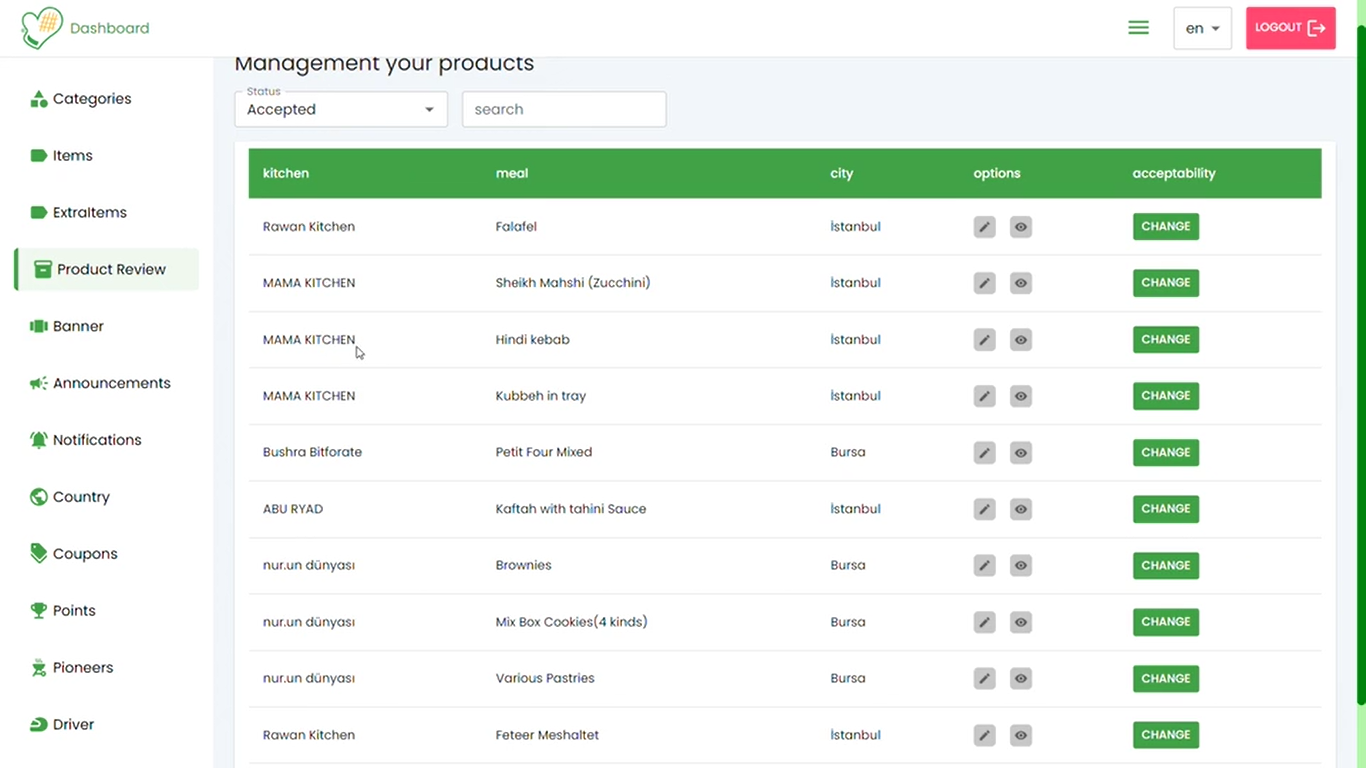 Dashboard
en
LOGOUT
Categories
Items
ExtraItems
Product Review
Banner
Announcements
Notifications
Country
Coupons
Points
Pioneers
Driver
Management your products
Status
Accepted
search
kitchen meal city options acceptability
Rawan Kitchen Falafel İstanbul CHANGE
MAMA KITCHEN Sheikh Mahshi (Zucchini) İstanbul CHANGE
MAMA KITCHEN Hindi kebab İstanbul CHANGE
MAMA KITCHEN Kubbeh in tray İstanbul CHANGE
Bushra Bitforate Petit Four Mixed Bursa CHANGE
ABU RYAD Kaftah with tahini Sauce İstanbul CHANGE
nur.un dünyası Brownies Bursa CHANGE
nur.un dünyası Mix Box Cookies(4 kinds) Bursa CHANGE
nur.un dünyası Various Pastries Bursa CHANGE
Rawan Kitchen Feteer Meshaltet İstanbul CHANGE